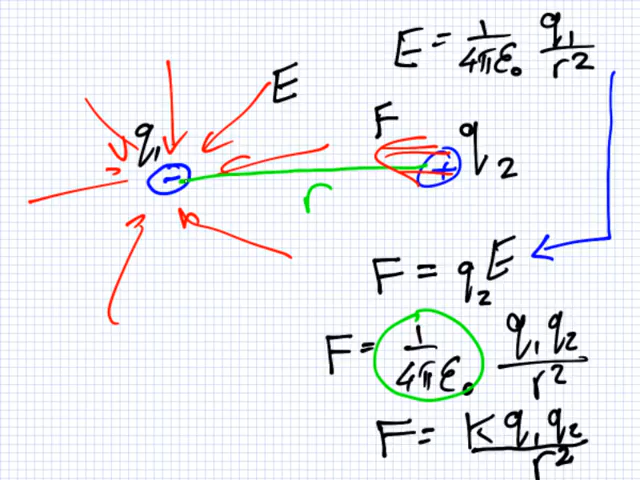 E = 1/4πε₀ q₁/r²
E
F
q₁
q₂
-
+
r
F = q₂E
F = 1/4πε₀ q₁q₂/r²
F = Kq₁q₂/r²